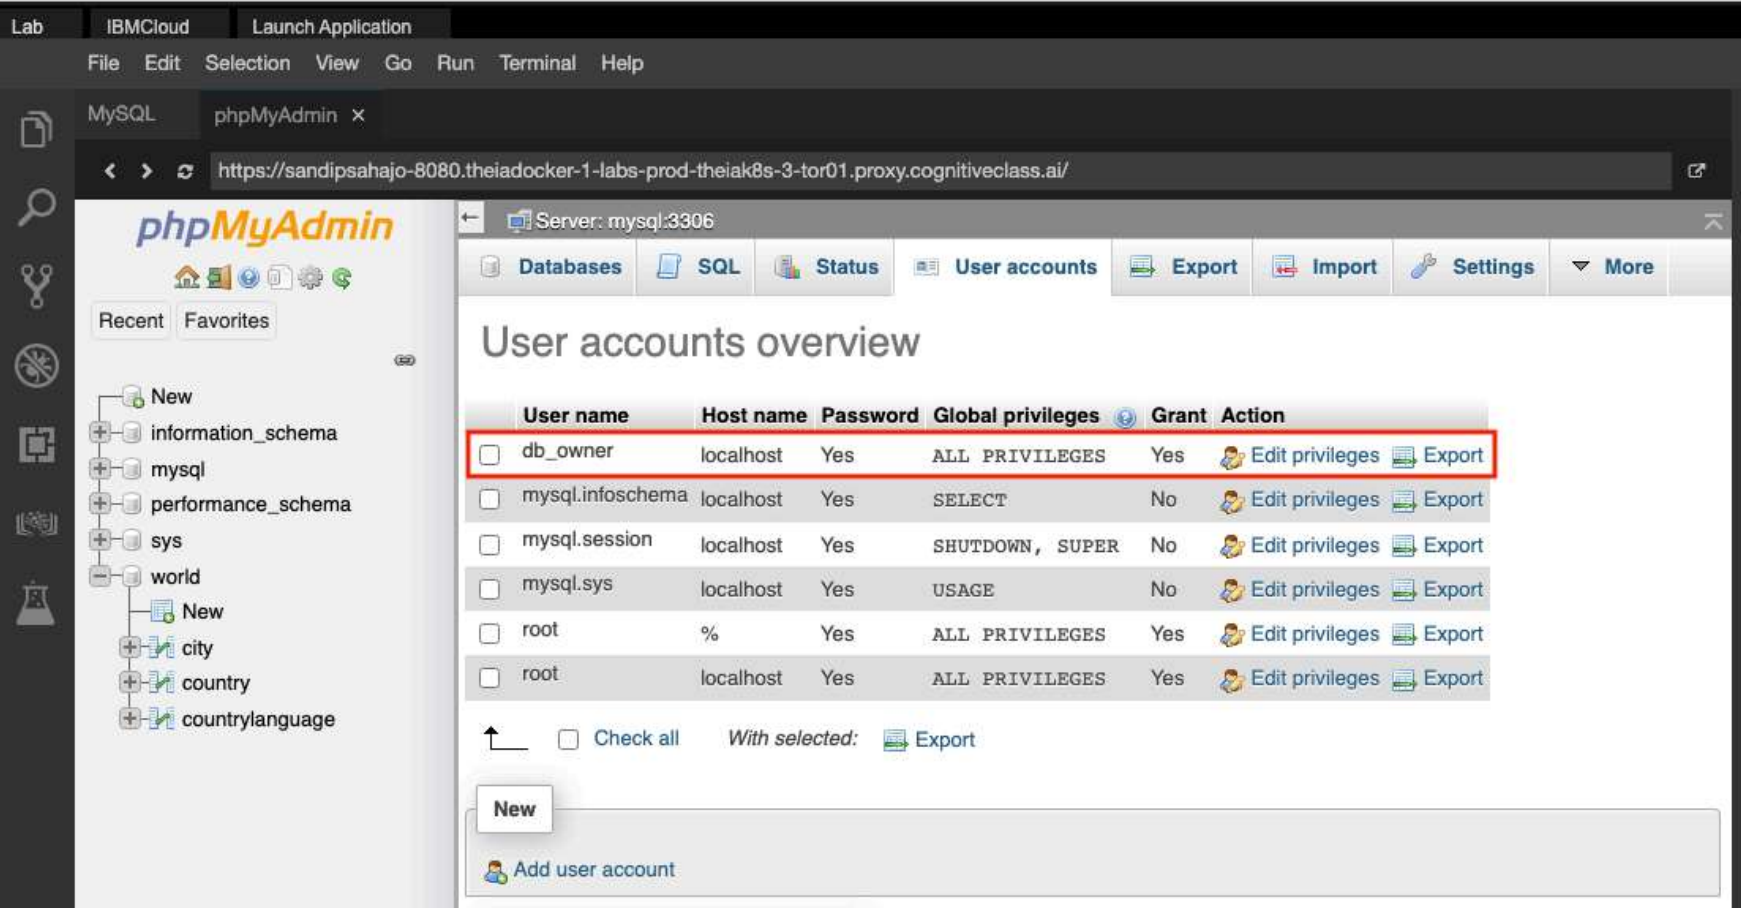 Lab IBMCloud Launch Application
File Edit Selection View Go Run Terminal Help
MySQL phpMyAdmin ×
https://sandipsahajo-8080.theiadocker-1-labs-prod-theiak8s-3-tor01.proxy.cognitiveclass.ai/
phpMyAdmin
Recent Favorites
New
information_schema
mysql
performance_schema
sys
world
New
city
country
countrylanguage
Server: mysql:3306
Databases SQL Status User accounts Export Import Settings More
User accounts overview
User name Host name Password Global privileges Grant Action
db_owner localhost Yes ALL PRIVILEGES Yes Edit privileges Export
mysql.infoschema localhost Yes SELECT No Edit privileges Export
mysql.session localhost Yes SHUTDOWN, SUPER No Edit privileges Export
mysql.sys localhost Yes USAGE No Edit privileges Export
root % Yes ALL PRIVILEGES Yes Edit privileges Export
root localhost Yes ALL PRIVILEGES Yes Edit privileges Export
Check all With selected: Export
New
Add user account